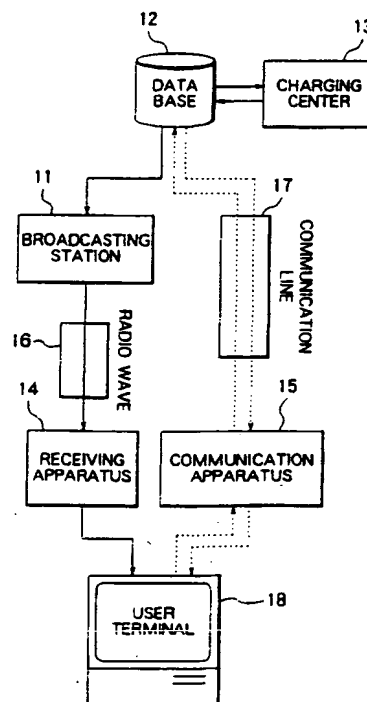 12
13
DATA
BASE
CHARGING
CENTER
11
17
BROADCASTING
STATION
COMMUNICATION
LINE
16
RADIO WAVE
14
15
RECEIVING
APPARATUS
COMMUNICATION
APPARATUS
18
USER
TERMINAL